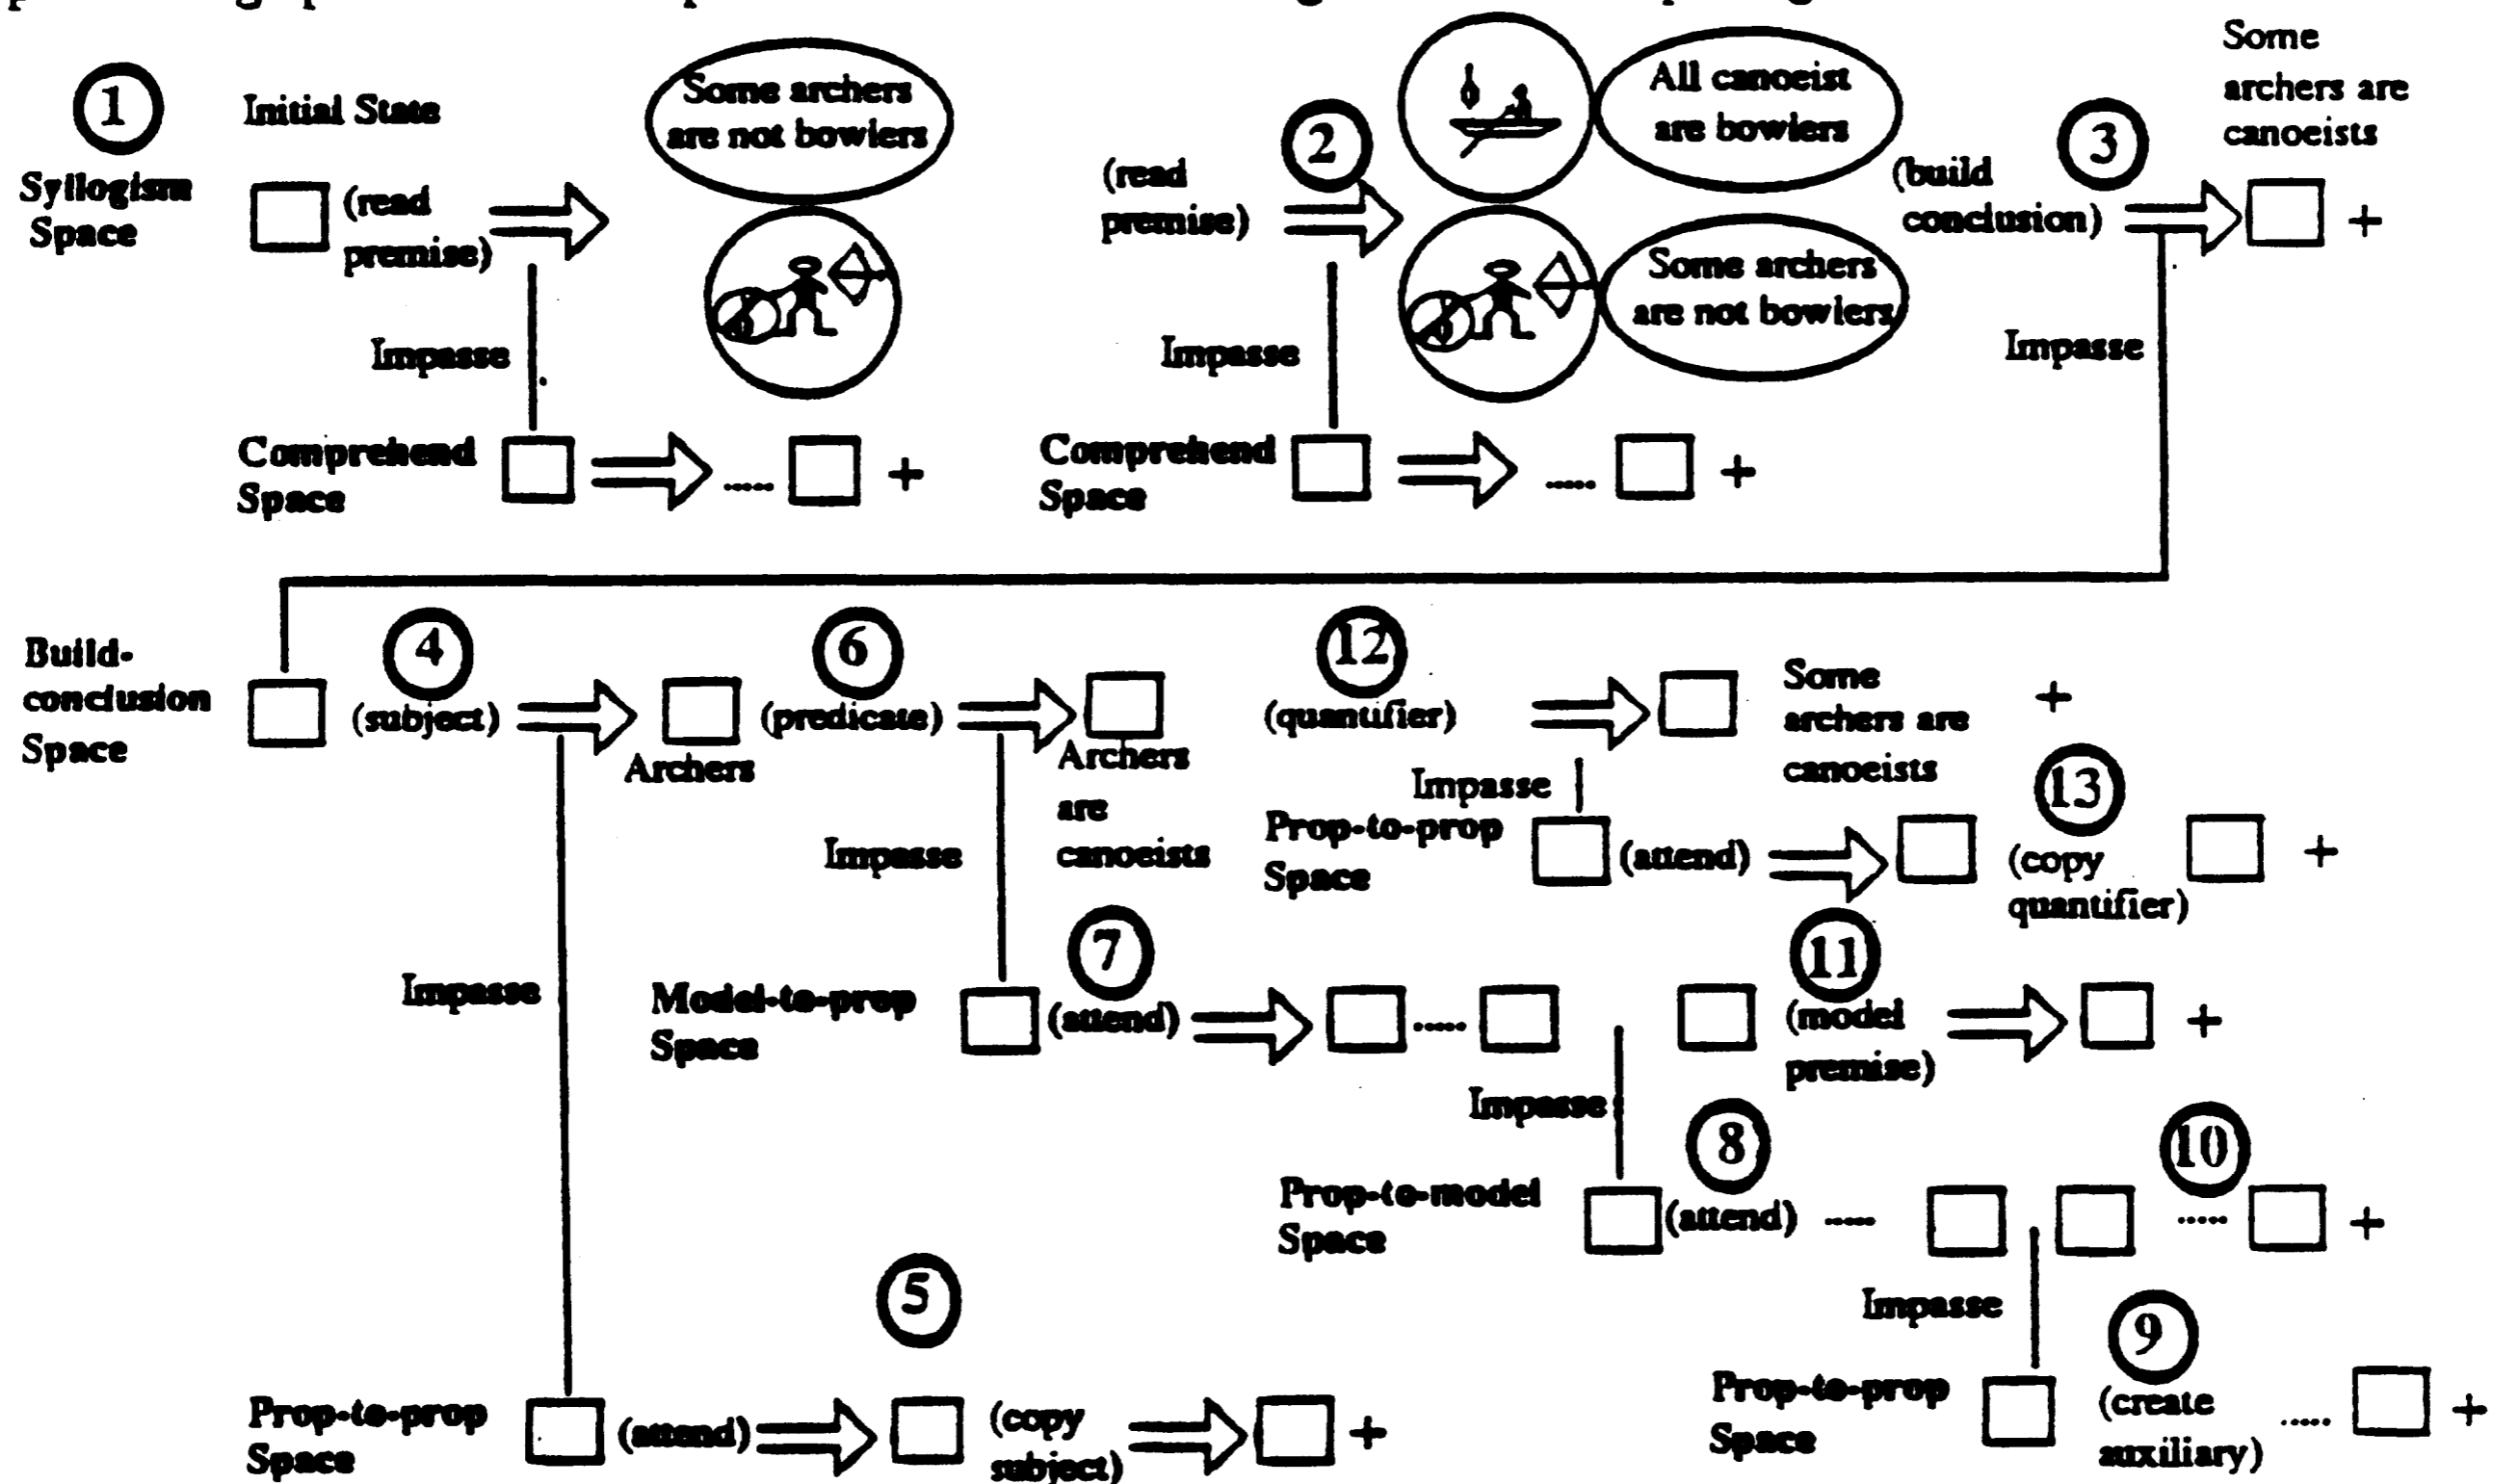 1
Initial State
Some archers
are not bowlers
Syllogism
Space
(read
premise)
Impasse
Comprehend
Space
+
2
(read
premise)
All canoeist
are bowlers
Some archers
are not bowlers
Impasse
Comprehend
Space
+
3
(build
conclusion)
Some
archers are
canoeists
+
Impasse
Build-
conclusion
Space
4
(subject)
Archers
6
(predicate)
Archers
are
canoeists
12
(quantifier)
Some
archers are
canoeists
+
Impasse
Prop-to-prop
Space
(attend)
13
(copy
quantifier)
+
Impasse
Model-to-prop
Space
7
(attend)
11
(model
premise)
+
Impasse
Prop-to-model
Space
8
(attend)
10
+
Impasse
Prop-to-prop
Space
9
(create
auxiliary)
+
Impasse
Prop-to-prop
Space
(attend)
5
(copy
subject)
+